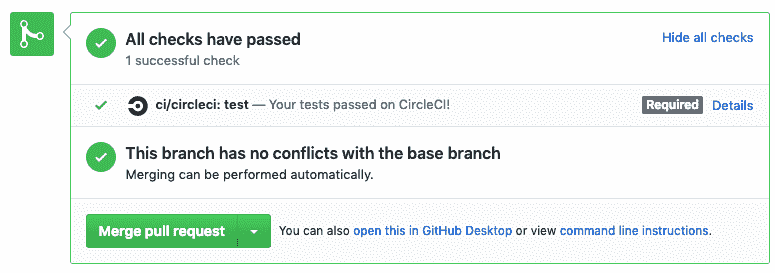 All checks have passed
Hide all checks
1 successful check
ci/circleci: test — Your tests passed on CircleCI!
Required
Details
This branch has no conflicts with the base branch
Merging can be performed automatically.
Merge pull request
You can also open this in GitHub Desktop or view command line instructions.